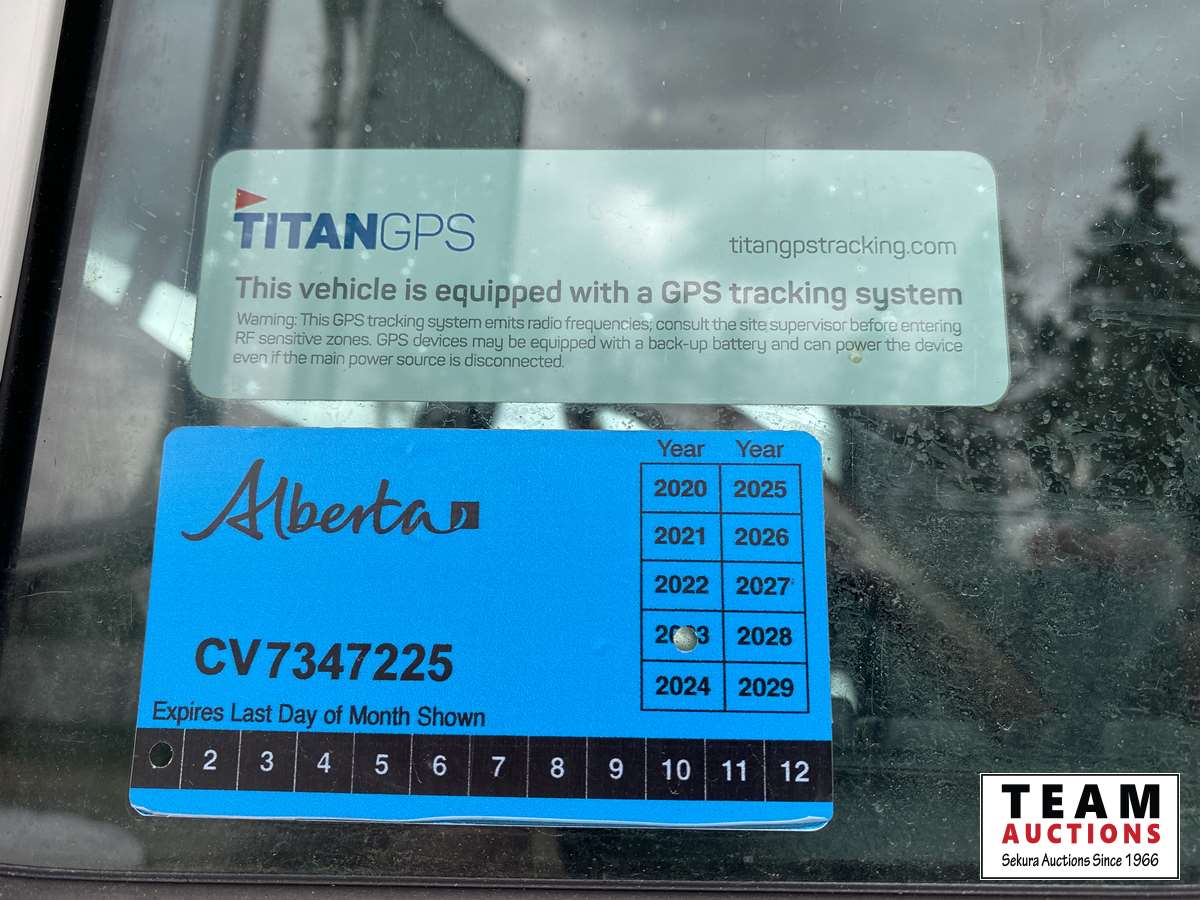 TITANGPS
titangpstracking.com
This vehicle is equipped with a GPS tracking system
Warning: This GPS tracking system emits radio frequencies; consult the site supervisor before entering
RF sensitive zones. GPS devices may be equipped with a back-up battery and can power the device
even if the main power source is disconnected.
Alberta
Year Year
2020 2025
2021 2026
2022 2027
2028
2024 2029
CV7347225
Expires Last Day of Month Shown
2 3 4 5 6 7 8 9 10 11 12
TEAM
AUCTIONS
Sekura Auctions Since 1966